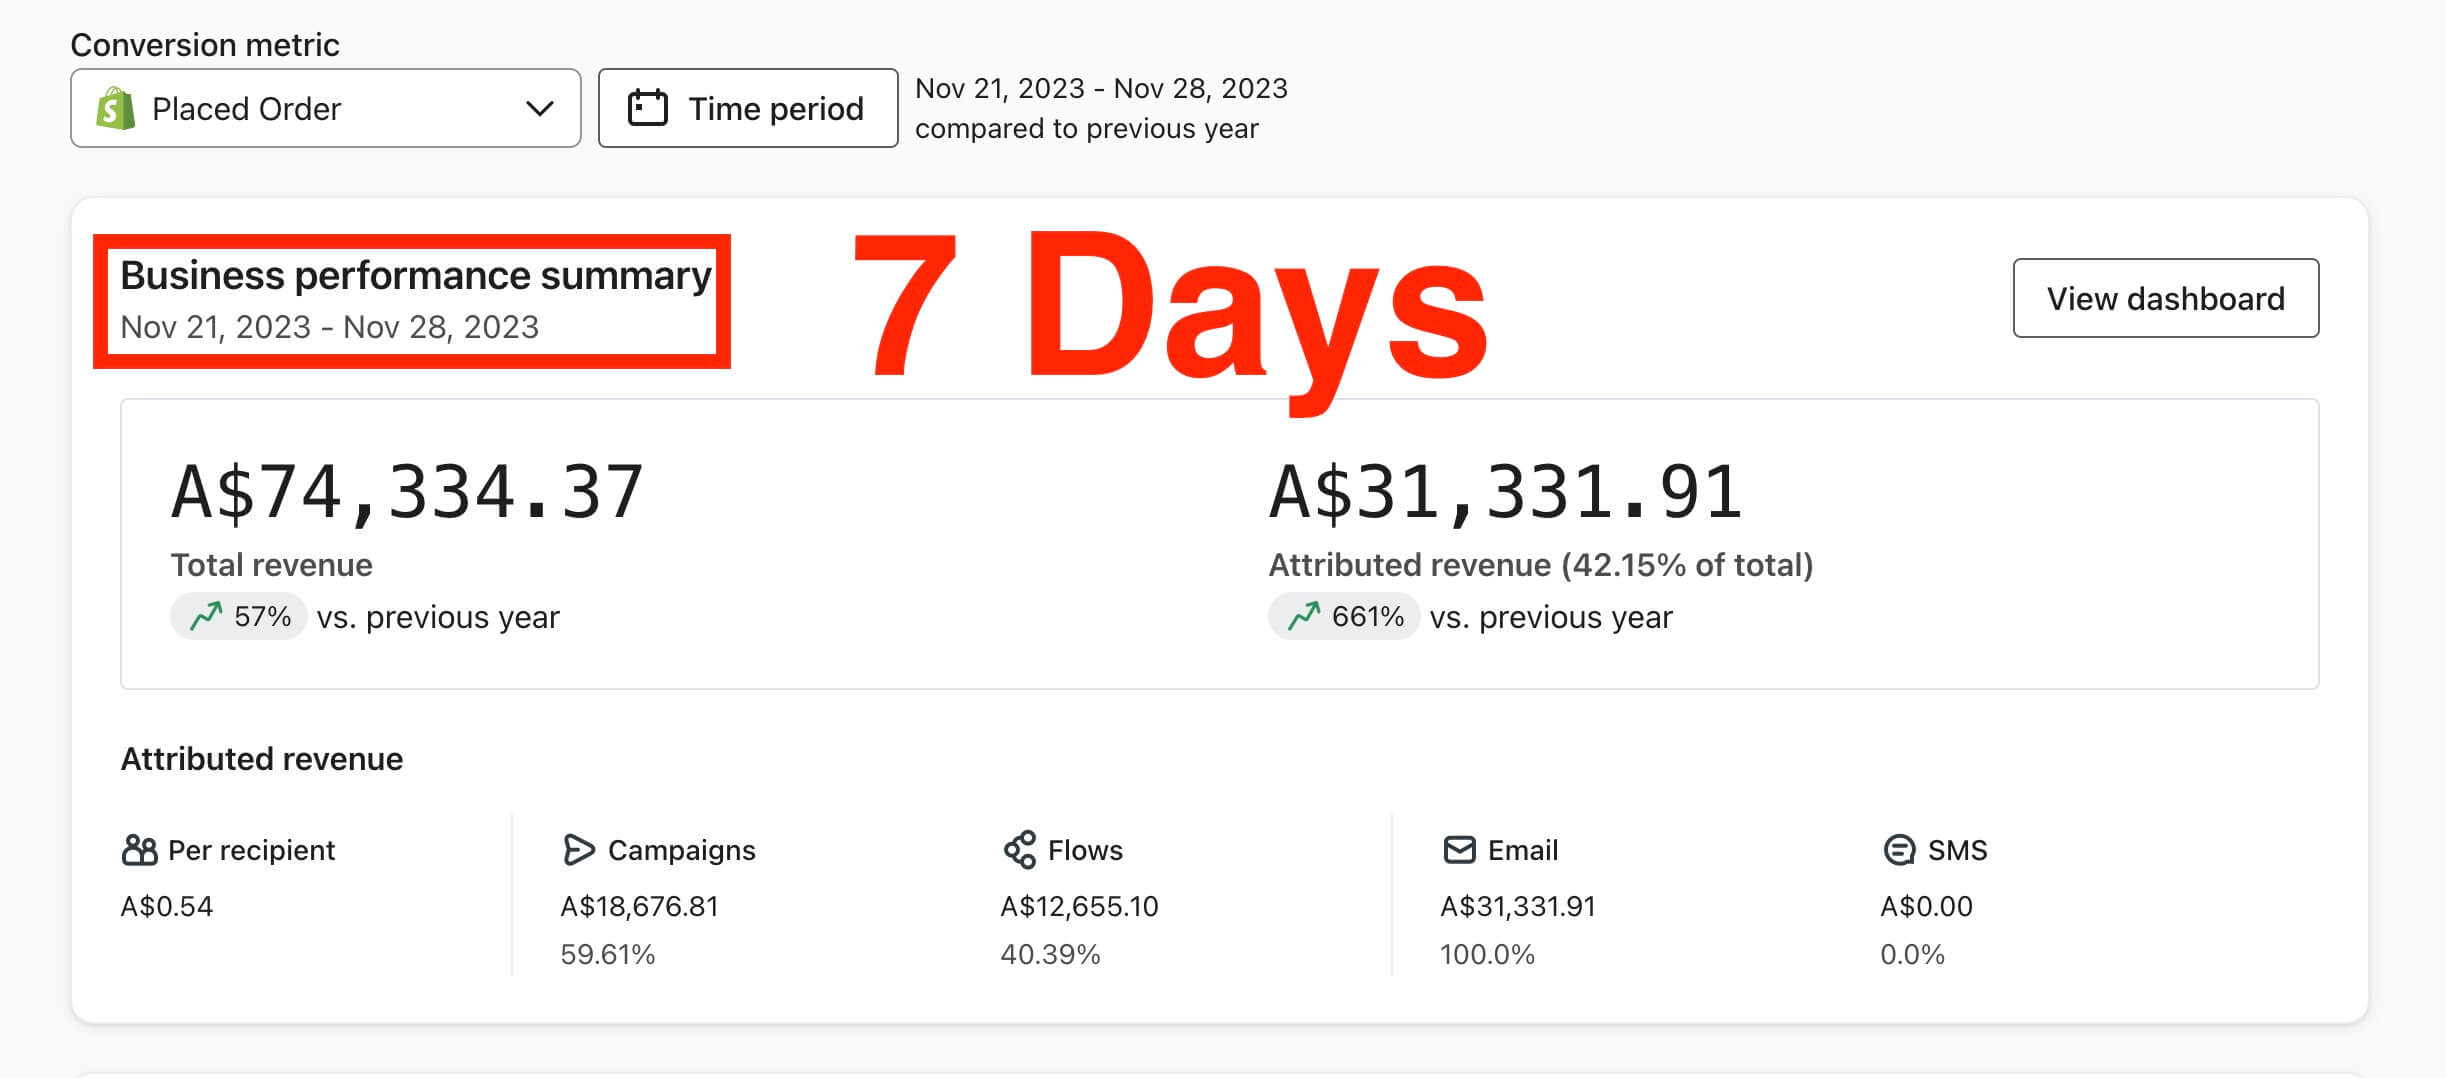 Conversion metric
Placed Order
Time period
Nov 21, 2023 - Nov 28, 2023
compared to previous year
Business performance summary
Nov 21, 2023 - Nov 28, 2023
7 Days
View dashboard
A$74,334.37
Total revenue
57% vs. previous year
A$31,331.91
Attributed revenue (42.15% of total)
661% vs. previous year
Attributed revenue
Per recipient
A$0.54
Campaigns
A$18,676.81
59.61%
Flows
A$12,655.10
40.39%
Email
A$31,331.91
100.0%
SMS
A$0.00
0.0%